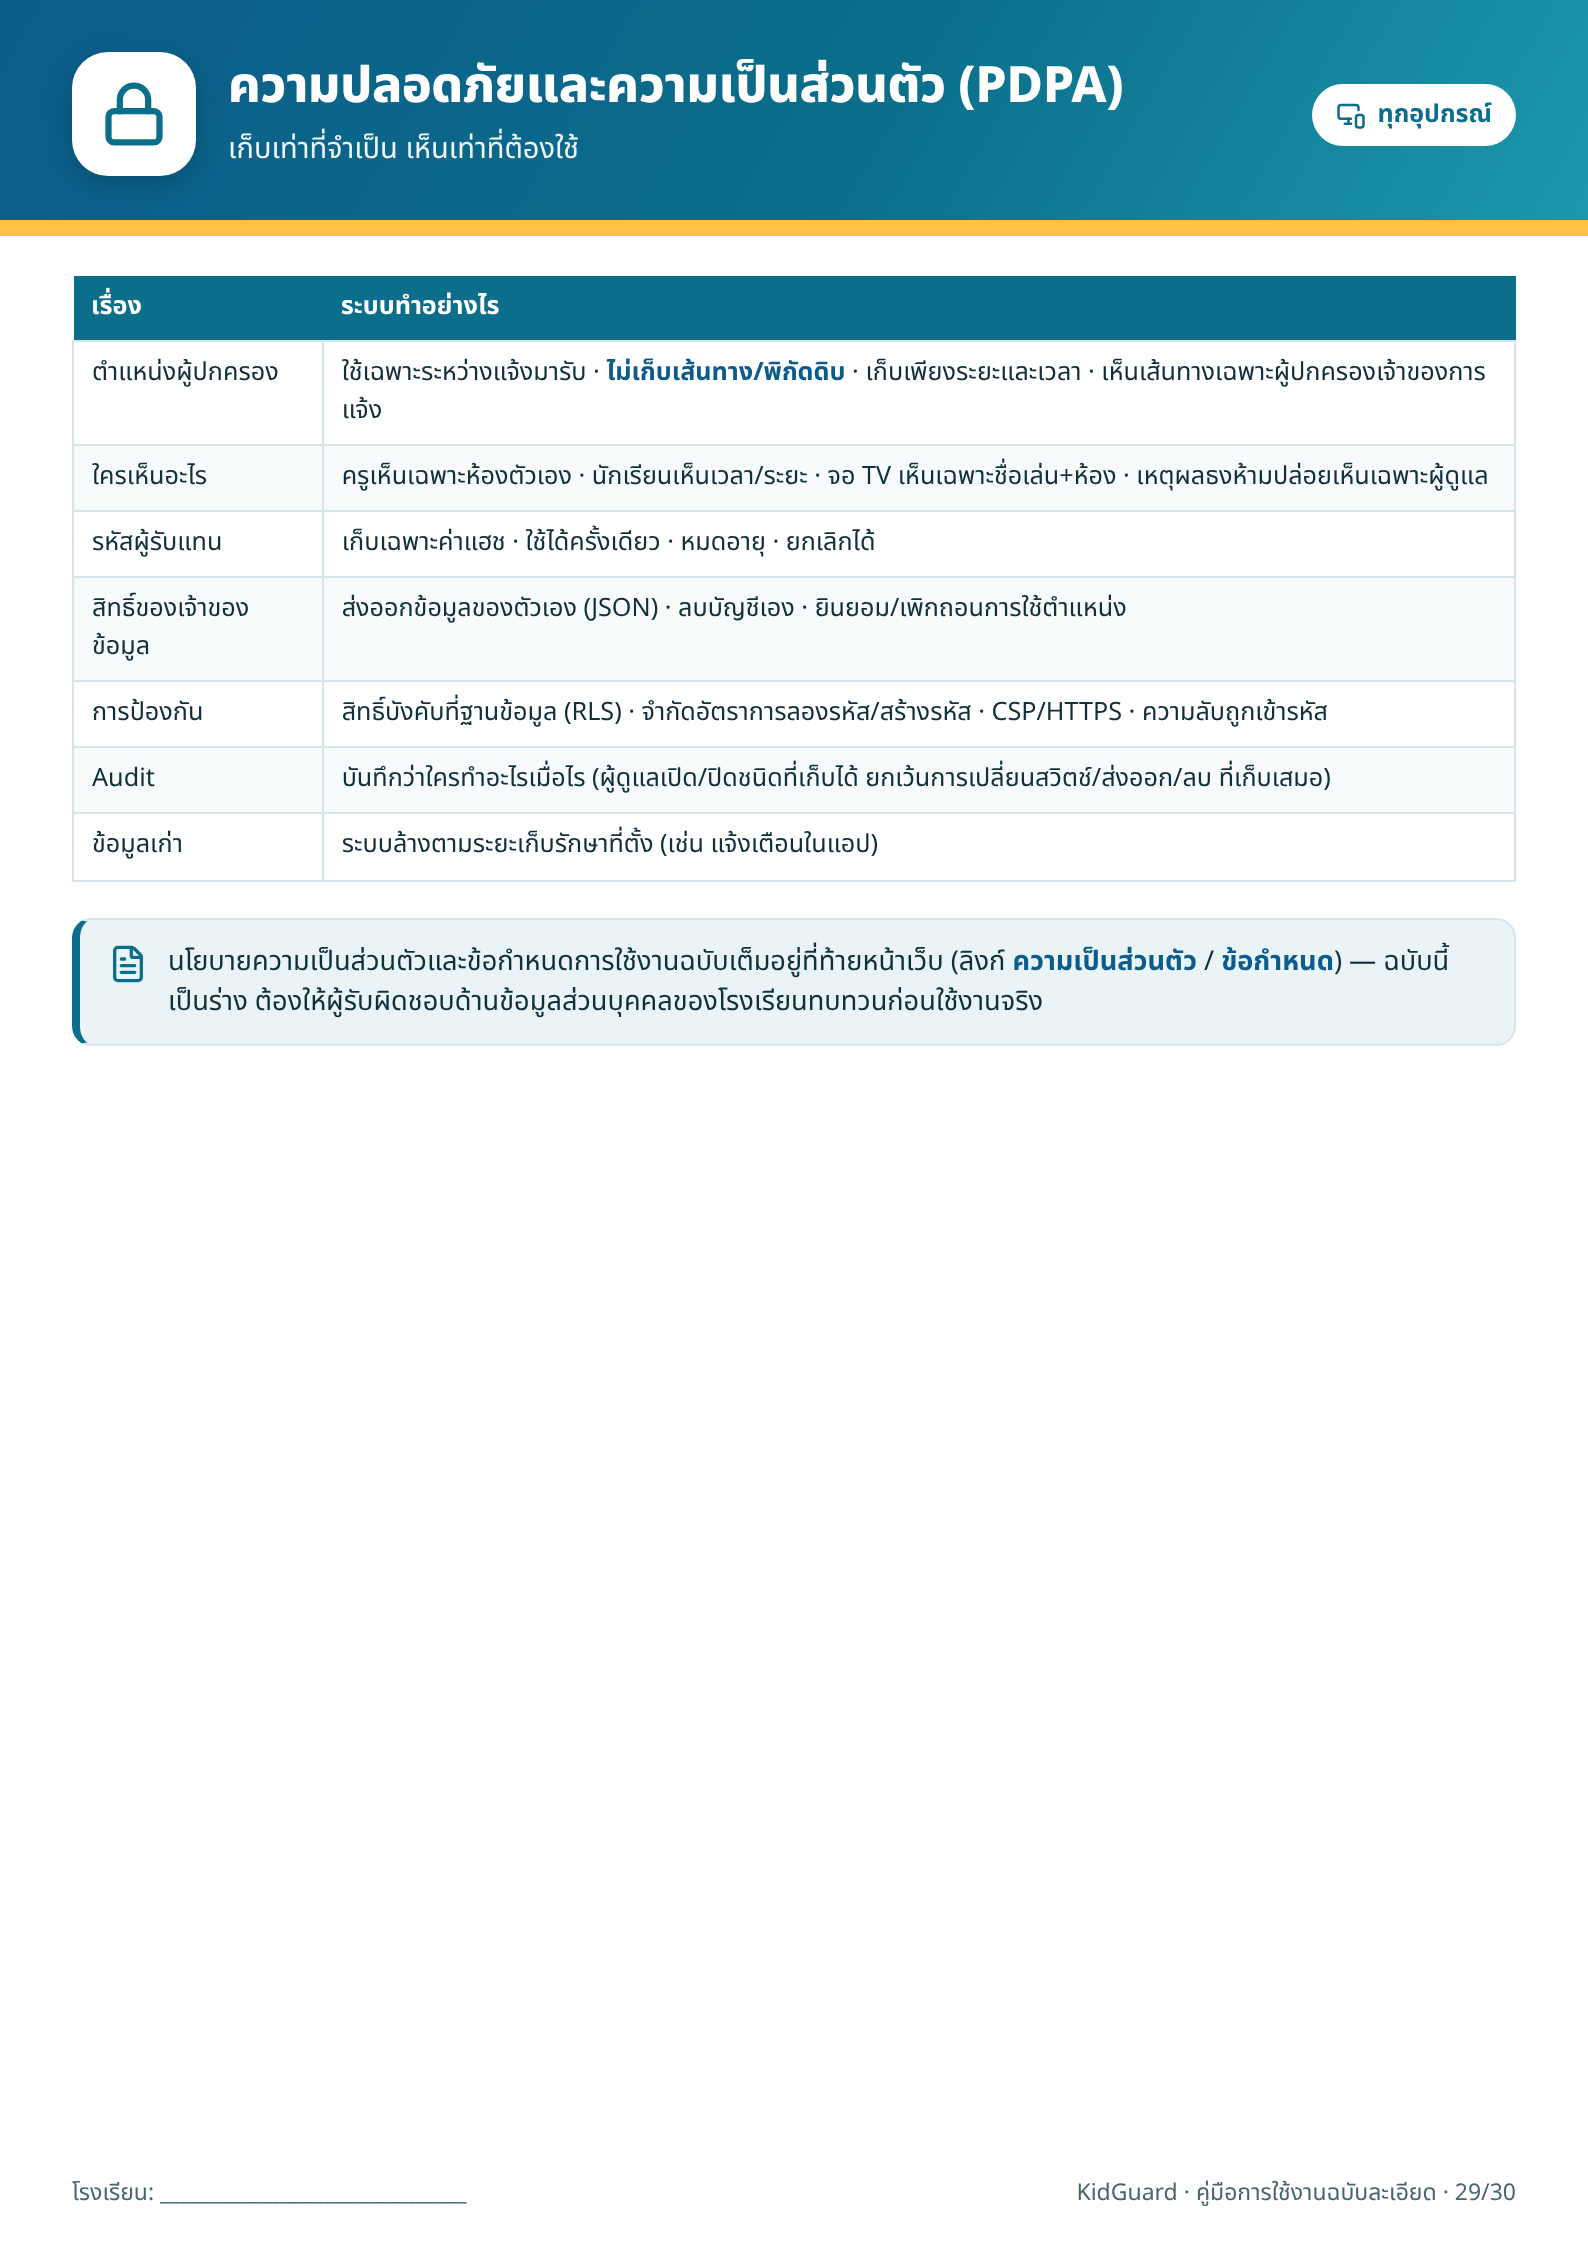 ความปลอดภัยและความเป็นส่วนตัว (PDPA)
เก็บเท่าที่จำเป็น เห็นเท่าที่ต้องใช้
ทุกอุปกรณ์
เรื่อง ระบบทำอย่างไร
ตำแหน่งผู้ปกครอง ใช้เฉพาะระหว่างแจ้งมารับ · ไม่เก็บเส้นทาง/พิกัดดิบ · เก็บเพียงระยะและเวลา · เห็นเส้นทางเฉพาะผู้ปกครองเจ้าของการ
แจ้ง
ใครเห็นอะไร ครูเห็นเฉพาะห้องตัวเอง · นักเรียนเห็นเวลา/ระยะ · จอ TV เห็นเฉพาะชื่อเล่น+ห้อง · เหตุผลธงห้ามปล่อยเห็นเฉพาะผู้ดูแล
รหัสผู้รับแทน เก็บเฉพาะค่าแฮช · ใช้ได้ครั้งเดียว · หมดอายุ · ยกเลิกได้
สิทธิ์ของเจ้าของ ส่งออกข้อมูลของตัวเอง (JSON) · ลบบัญชีเอง · ยินยอม/เพิกถอนการใช้ตำแหน่ง
ข้อมูล
การป้องกัน สิทธิ์บังคับที่ฐานข้อมูล (RLS) · จำกัดอัตราการลองรหัส/สร้างรหัส · CSP/HTTPS · ความลับถูกเข้ารหัส
Audit บันทึกว่าใครทำอะไรเมื่อไร (ผู้ดูแลเปิด/ปิดชนิดที่เก็บได้ ยกเว้นการเปลี่ยนสวิตช์/ส่งออก/ลบ ที่เก็บเสมอ)
ข้อมูลเก่า ระบบล้างตามระยะเก็บรักษาที่ตั้ง (เช่น แจ้งเตือนในแอป)
นโยบายความเป็นส่วนตัวและข้อกำหนดการใช้งานฉบับเต็มอยู่ที่ท้ายหน้าเว็บ (ลิงก์ ความเป็นส่วนตัว / ข้อกำหนด) — ฉบับนี้
เป็นร่าง ต้องให้ผู้รับผิดชอบด้านข้อมูลส่วนบุคคลของโรงเรียนทบทวนก่อนใช้งานจริง
โรงเรียน: ____________________________
KidGuard · คู่มือการใช้งานฉบับละเอียด · 29/30